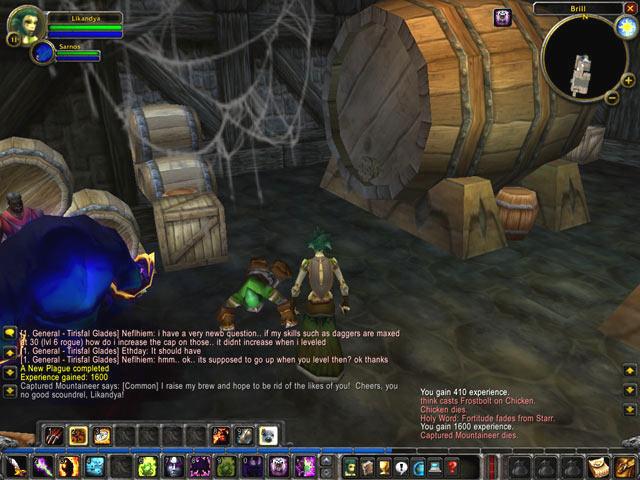 Likandya
11
Sarnos
Brill
N
[1. General - Tirisfal Glades] Neflhiem: i have a very newb question.. if my skills such as daggers are maxed
at 30 (lvl 6 rogue) how do i increase the cap on those.. it didnt increase when i leveled
[1. General - Tirisfal Glades] Ethday: It should have
[1. General - Tirisfal Glades] Neflhiem: hmm.. ok.. its supposed to go up when you level then? ok thanks
A New Plague completed
Experience gained: 1600
Captured Mountaineer says: [Common] I raise my brew and hope to be rid of the likes of you! Cheers, you
no good scoundrel, Likandya!
You gain 410 experience.
think casts Frostbolt on Chicken.
Chicken dies.
Holy Word: Fortitude fades from Starr.
You gain 1600 experience.
Captured Mountaineer dies.